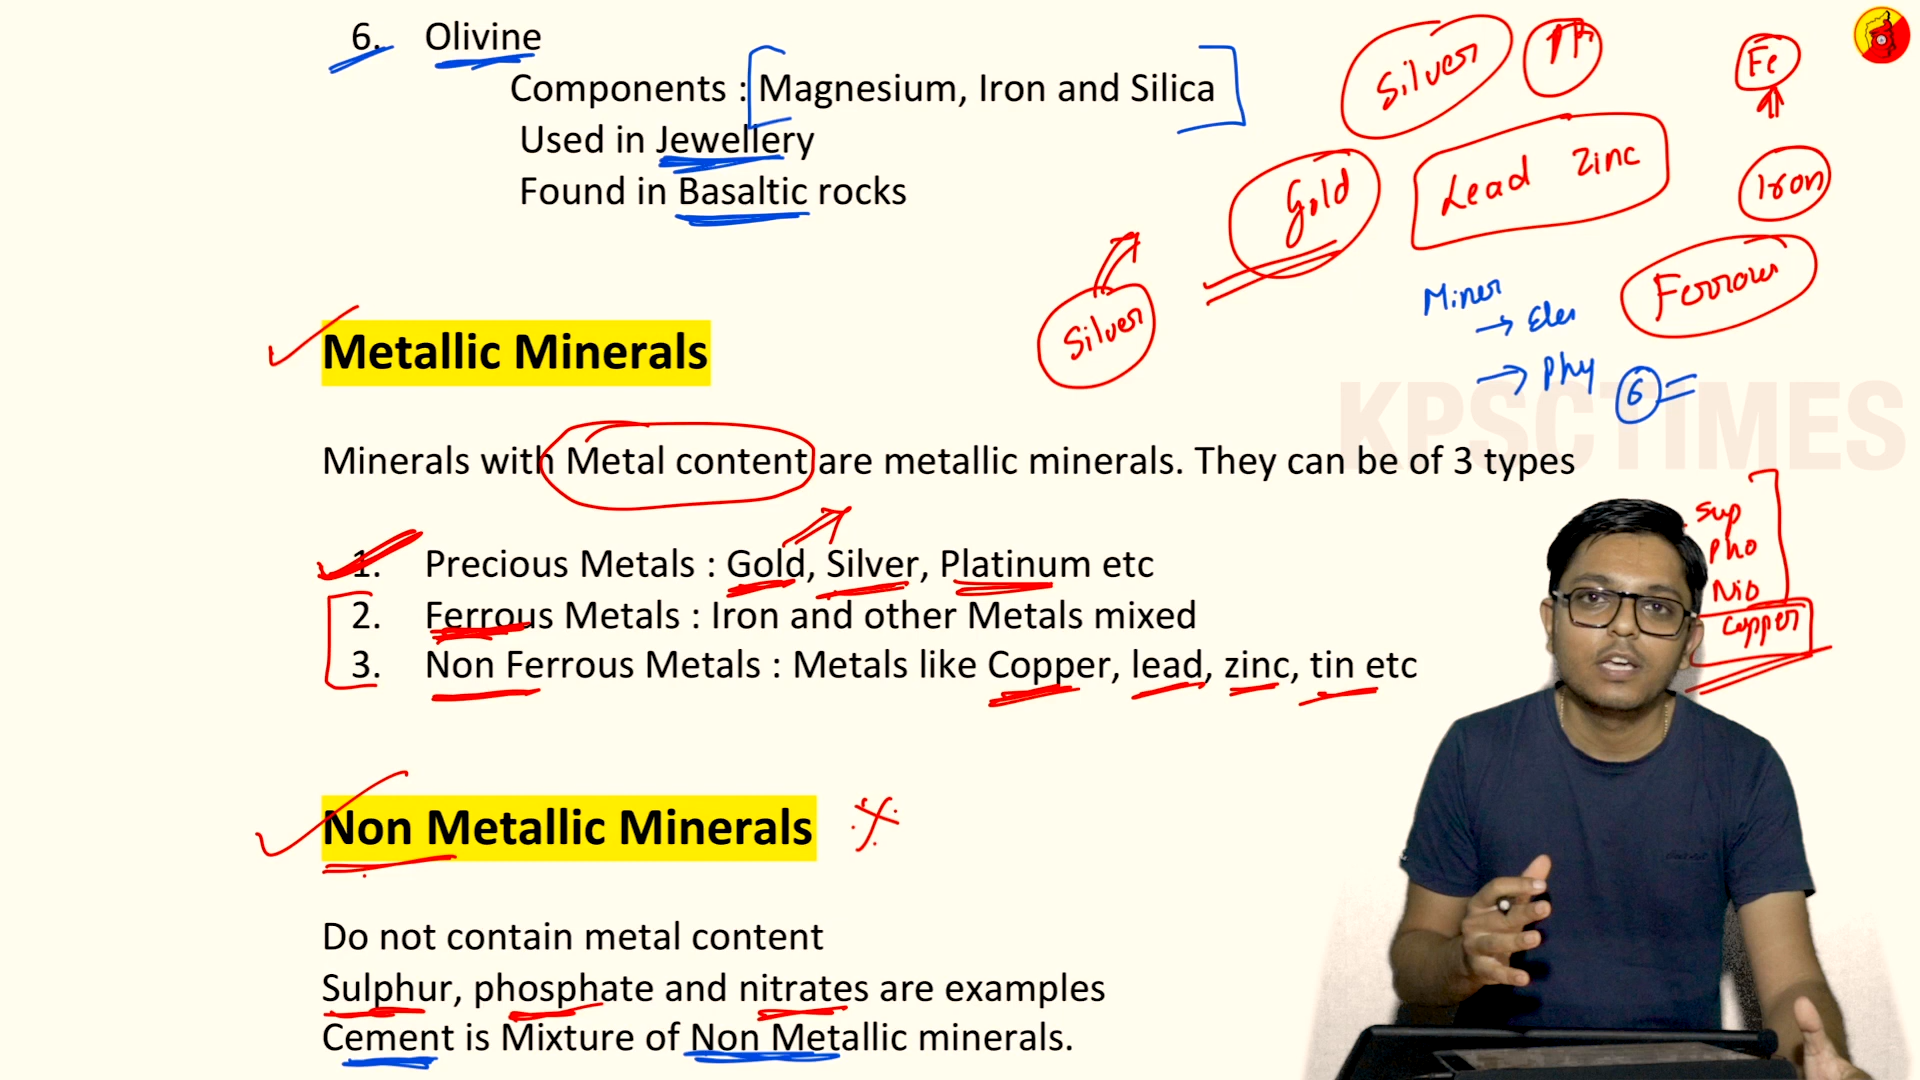 6. Olivine
Components : Magnesium, Iron and Silica
Used in Jewellery
Found in Basaltic rocks
Silver
Pt
Fe
Gold
Lead Zinc
Iron
Silver
Ferrous
Miner
→ Ele
→ Phy 6 =
Metallic Minerals
KPSCTIMES
Minerals with Metal content are metallic minerals. They can be of 3 types
1. Precious Metals : Gold, Silver, Platinum etc
2. Ferrous Metals : Iron and other Metals mixed
3. Non Ferrous Metals : Metals like Copper, lead, zinc, tin etc
Sup
Pho
Nio
Copper
Non Metallic Minerals
Do not contain metal content
Sulphur, phosphate and nitrates are examples
Cement is Mixture of Non Metallic minerals.